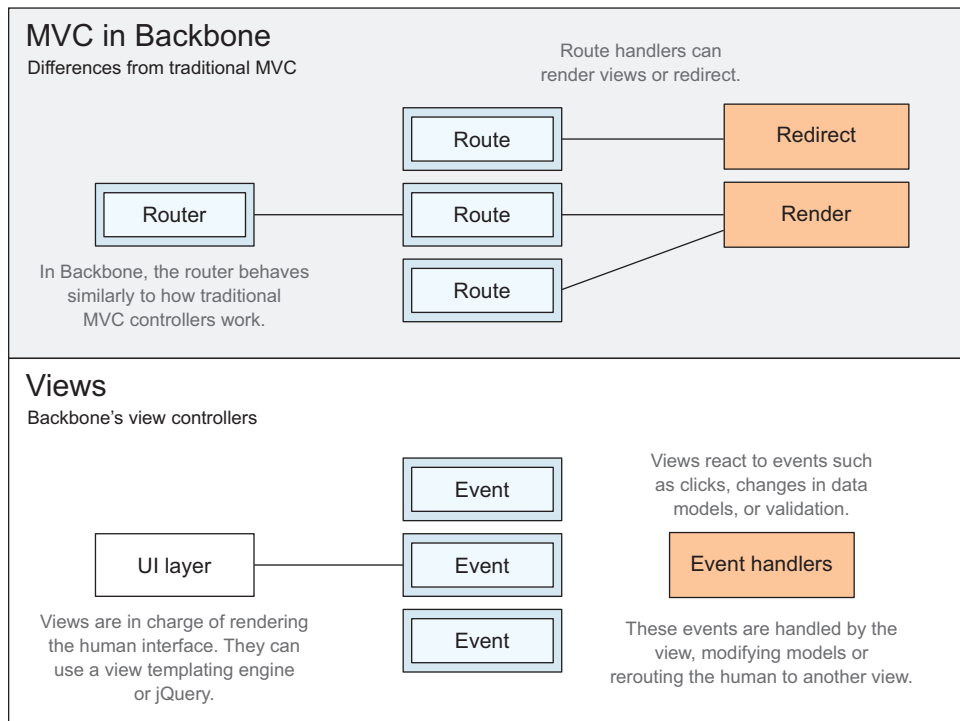 MVC in Backbone
Differences from traditional MVC
Route handlers can
render views or redirect.
Route
Redirect
Router
Route
Render
In Backbone, the router behaves
similarly to how traditional
MVC controllers work.
Route
Views
Backbone’s view controllers
Event
Views react to events such
as clicks, changes in data
models, or validation.
UI layer
Event
Event handlers
Views are in charge of rendering
the human interface. They can
use a view templating engine
or jQuery.
Event
These events are handled by the
view, modifying models or
rerouting the human to another view.